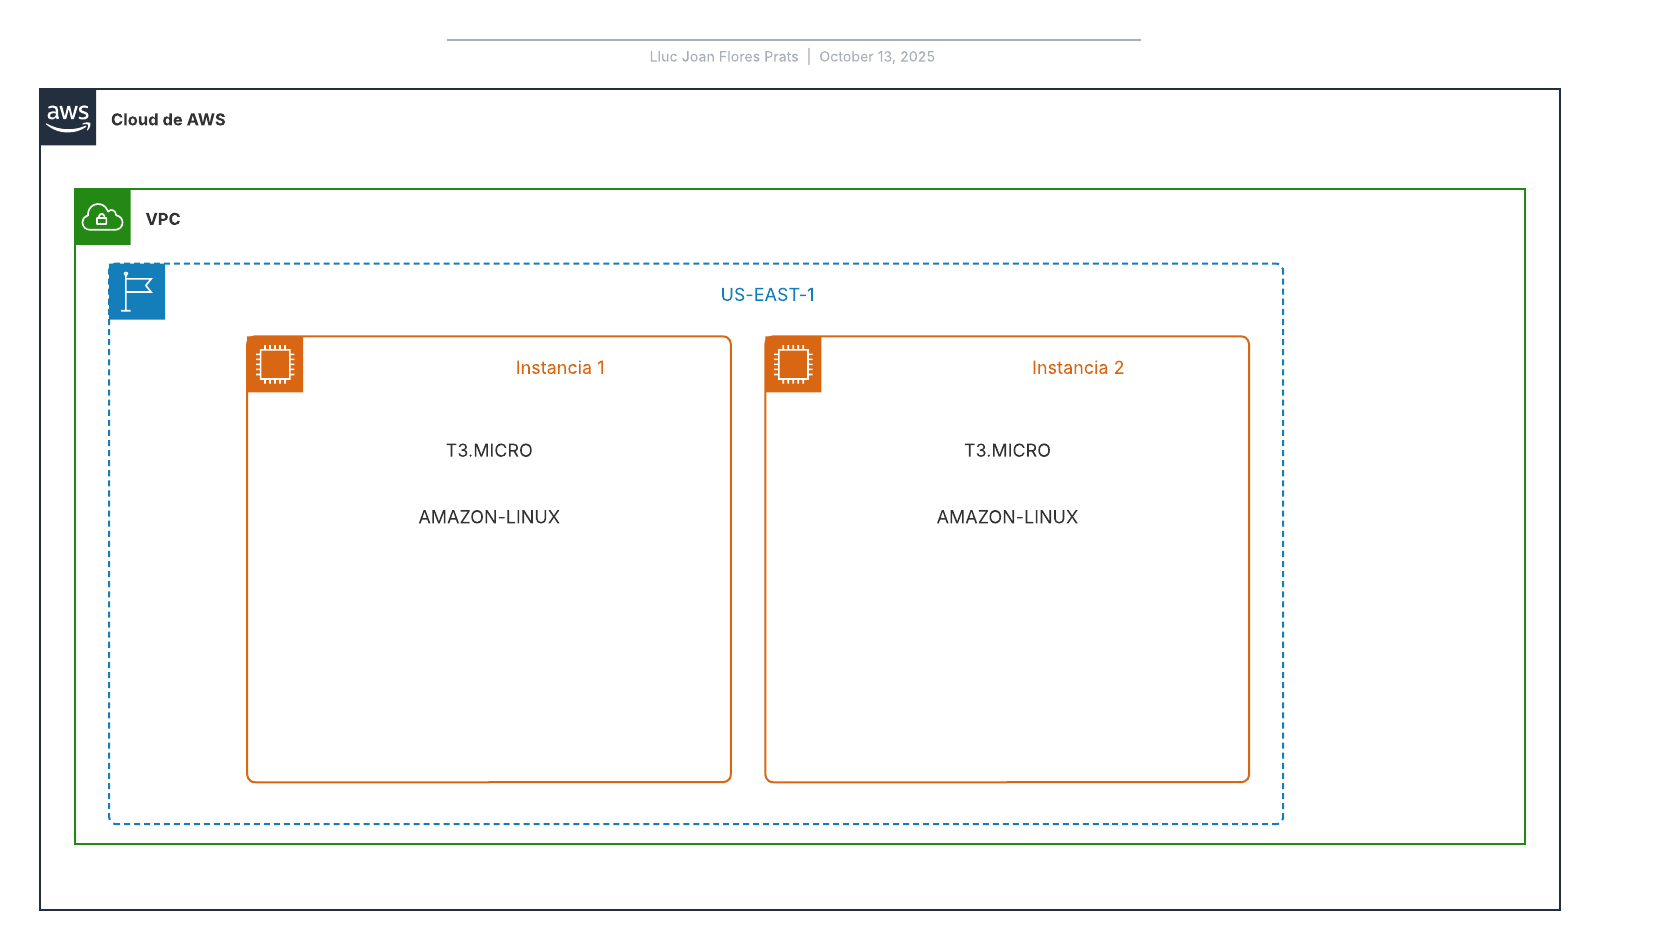 Lluc Joan Flores Prats | October 13, 2025
aws
Cloud de AWS
VPC
US-EAST-1
Instancia 1
Instancia 2
T3.MICRO
T3.MICRO
AMAZON-LINUX
AMAZON-LINUX